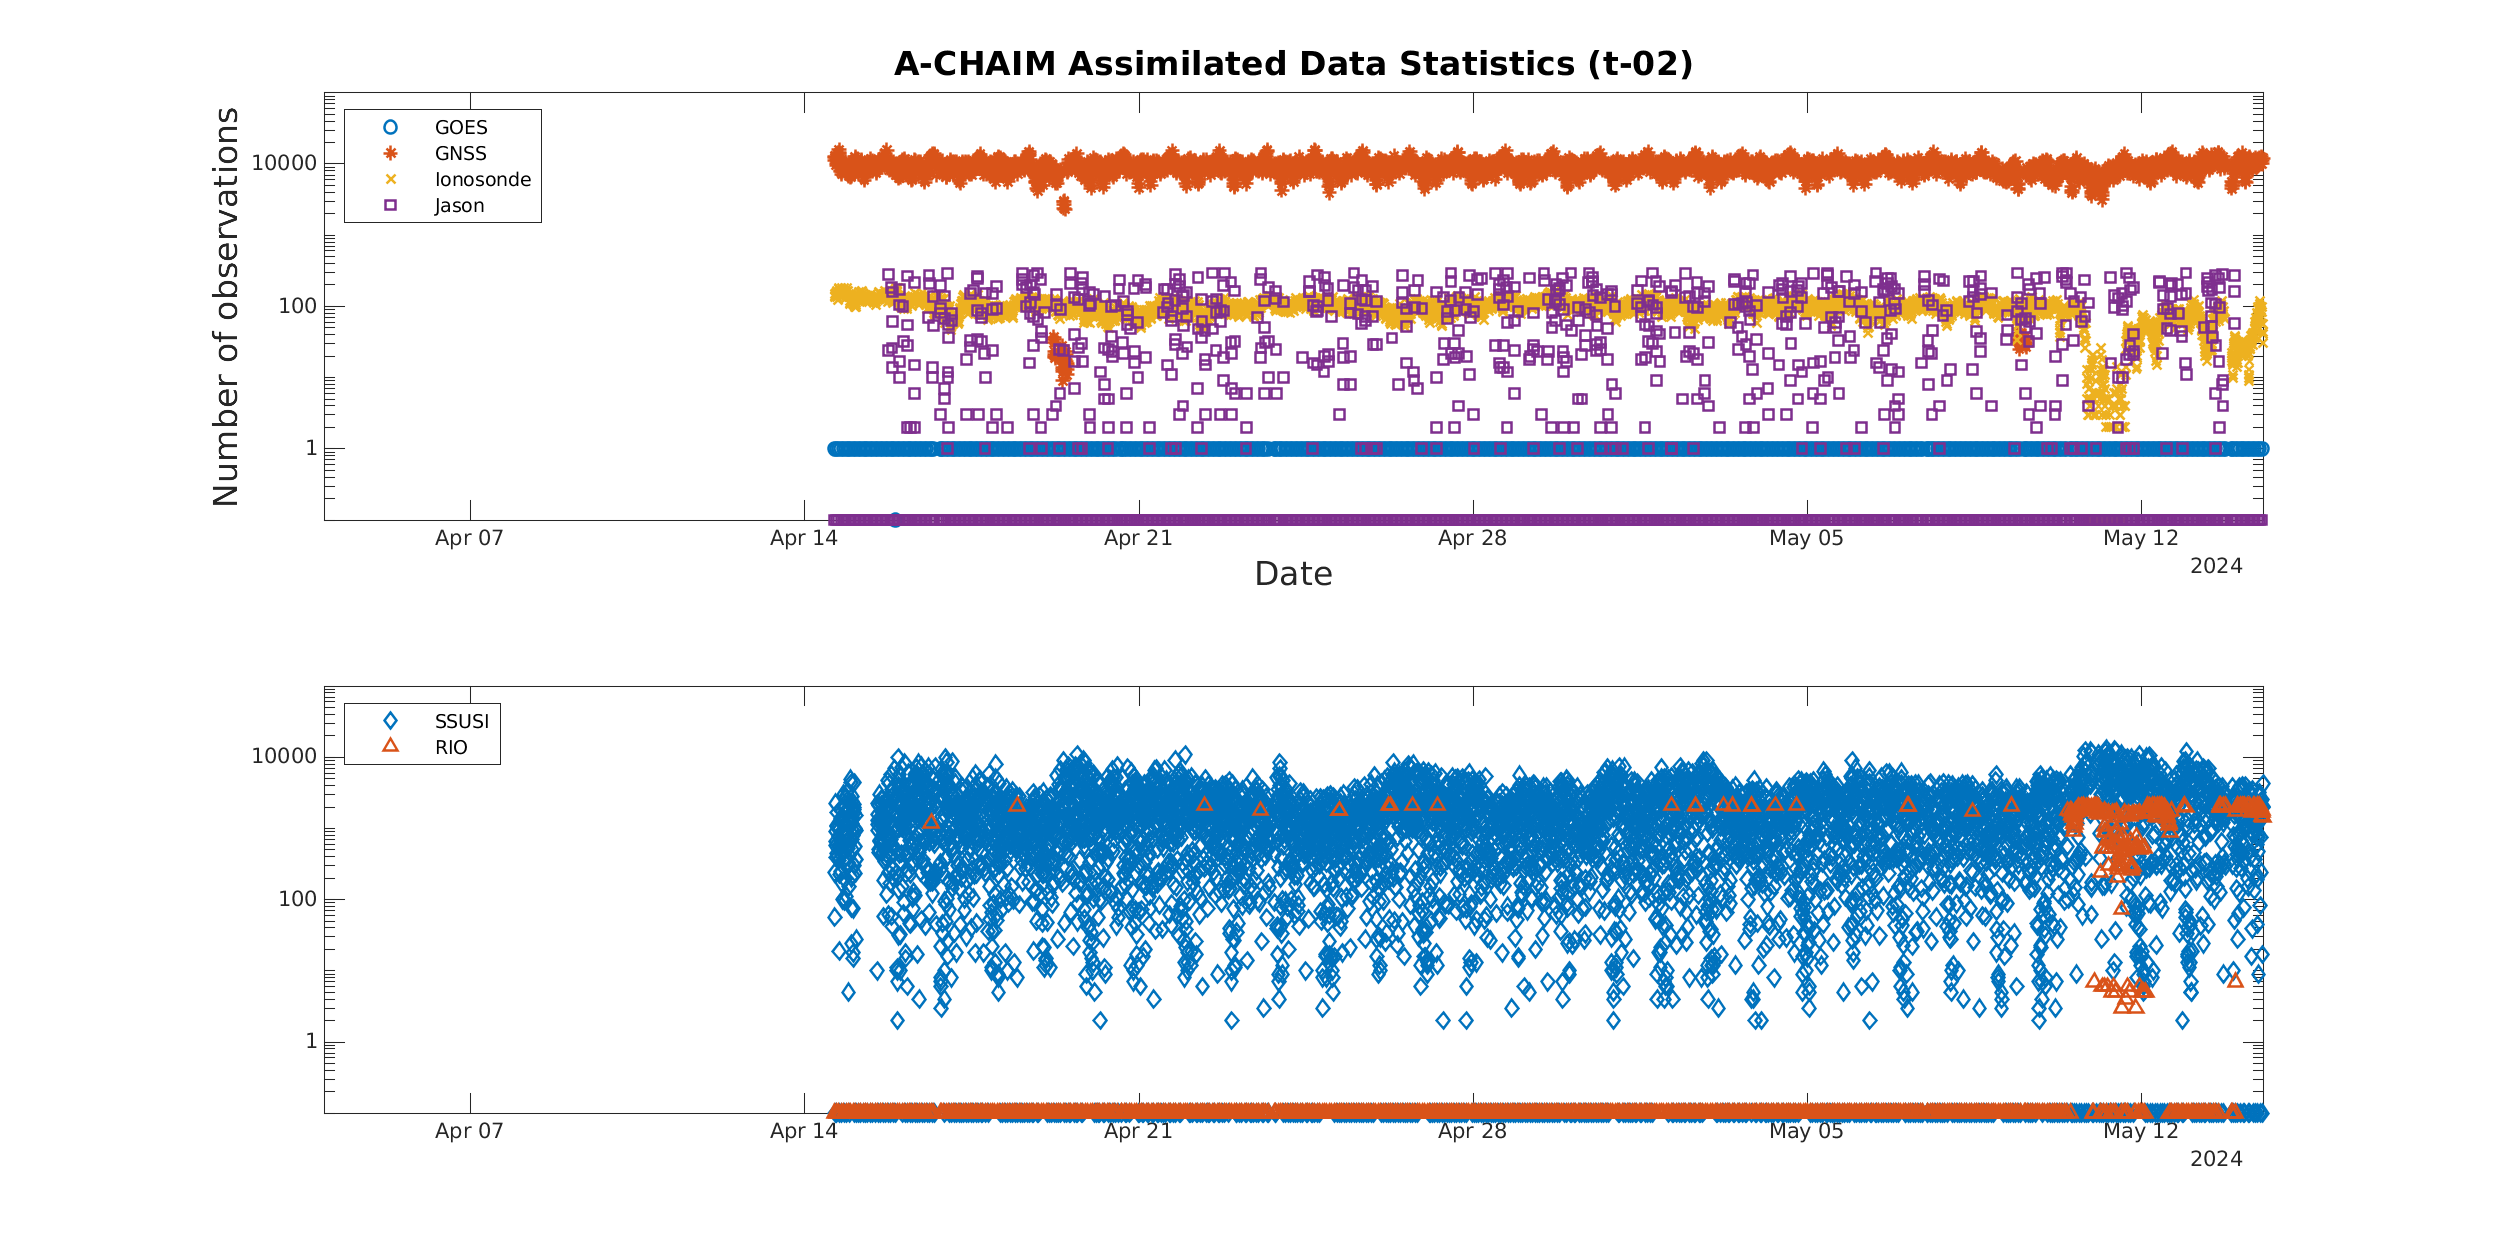 A-CHAIM Assimilated Data Statistics (t-02)
Number of observations
10000
100
1
GOES
GNSS
Ionosonde
Jason
Apr 07
Apr 14
Apr 21
Apr 28
May 05
May 12
2024
Date
10000
100
1
SSUSI
RIO
Apr 07
Apr 14
Apr 21
Apr 28
May 05
May 12
2024